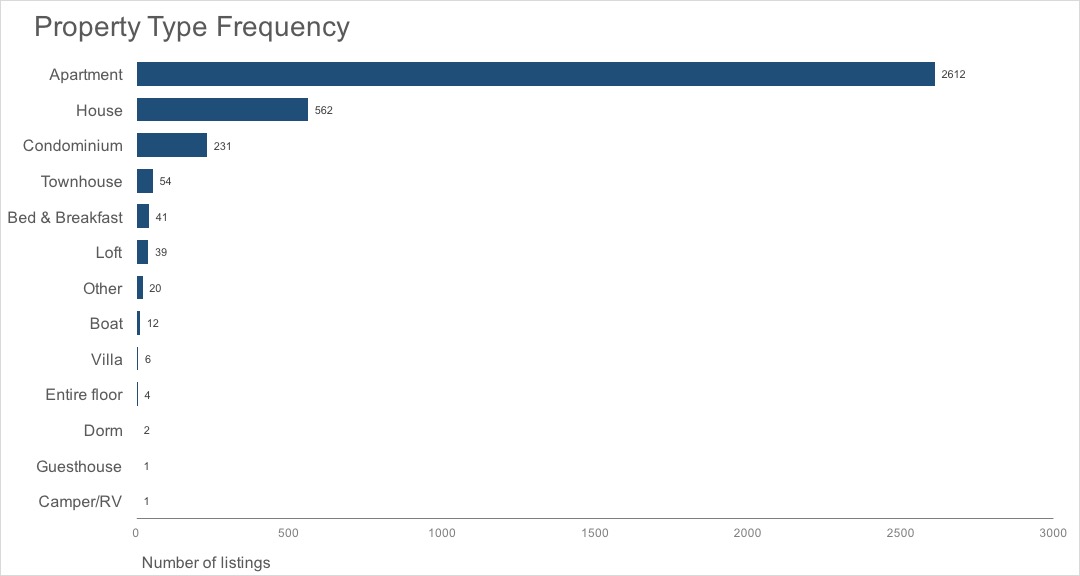 Property Type Frequency
Apartment 2612
House 562
Condominium 231
Townhouse 54
Bed & Breakfast 41
Loft 39
Other 20
Boat 12
Villa 6
Entire floor 4
Dorm 2
Guesthouse 1
Camper/RV 1
0 500 1000 1500 2000 2500 3000
Number of listings